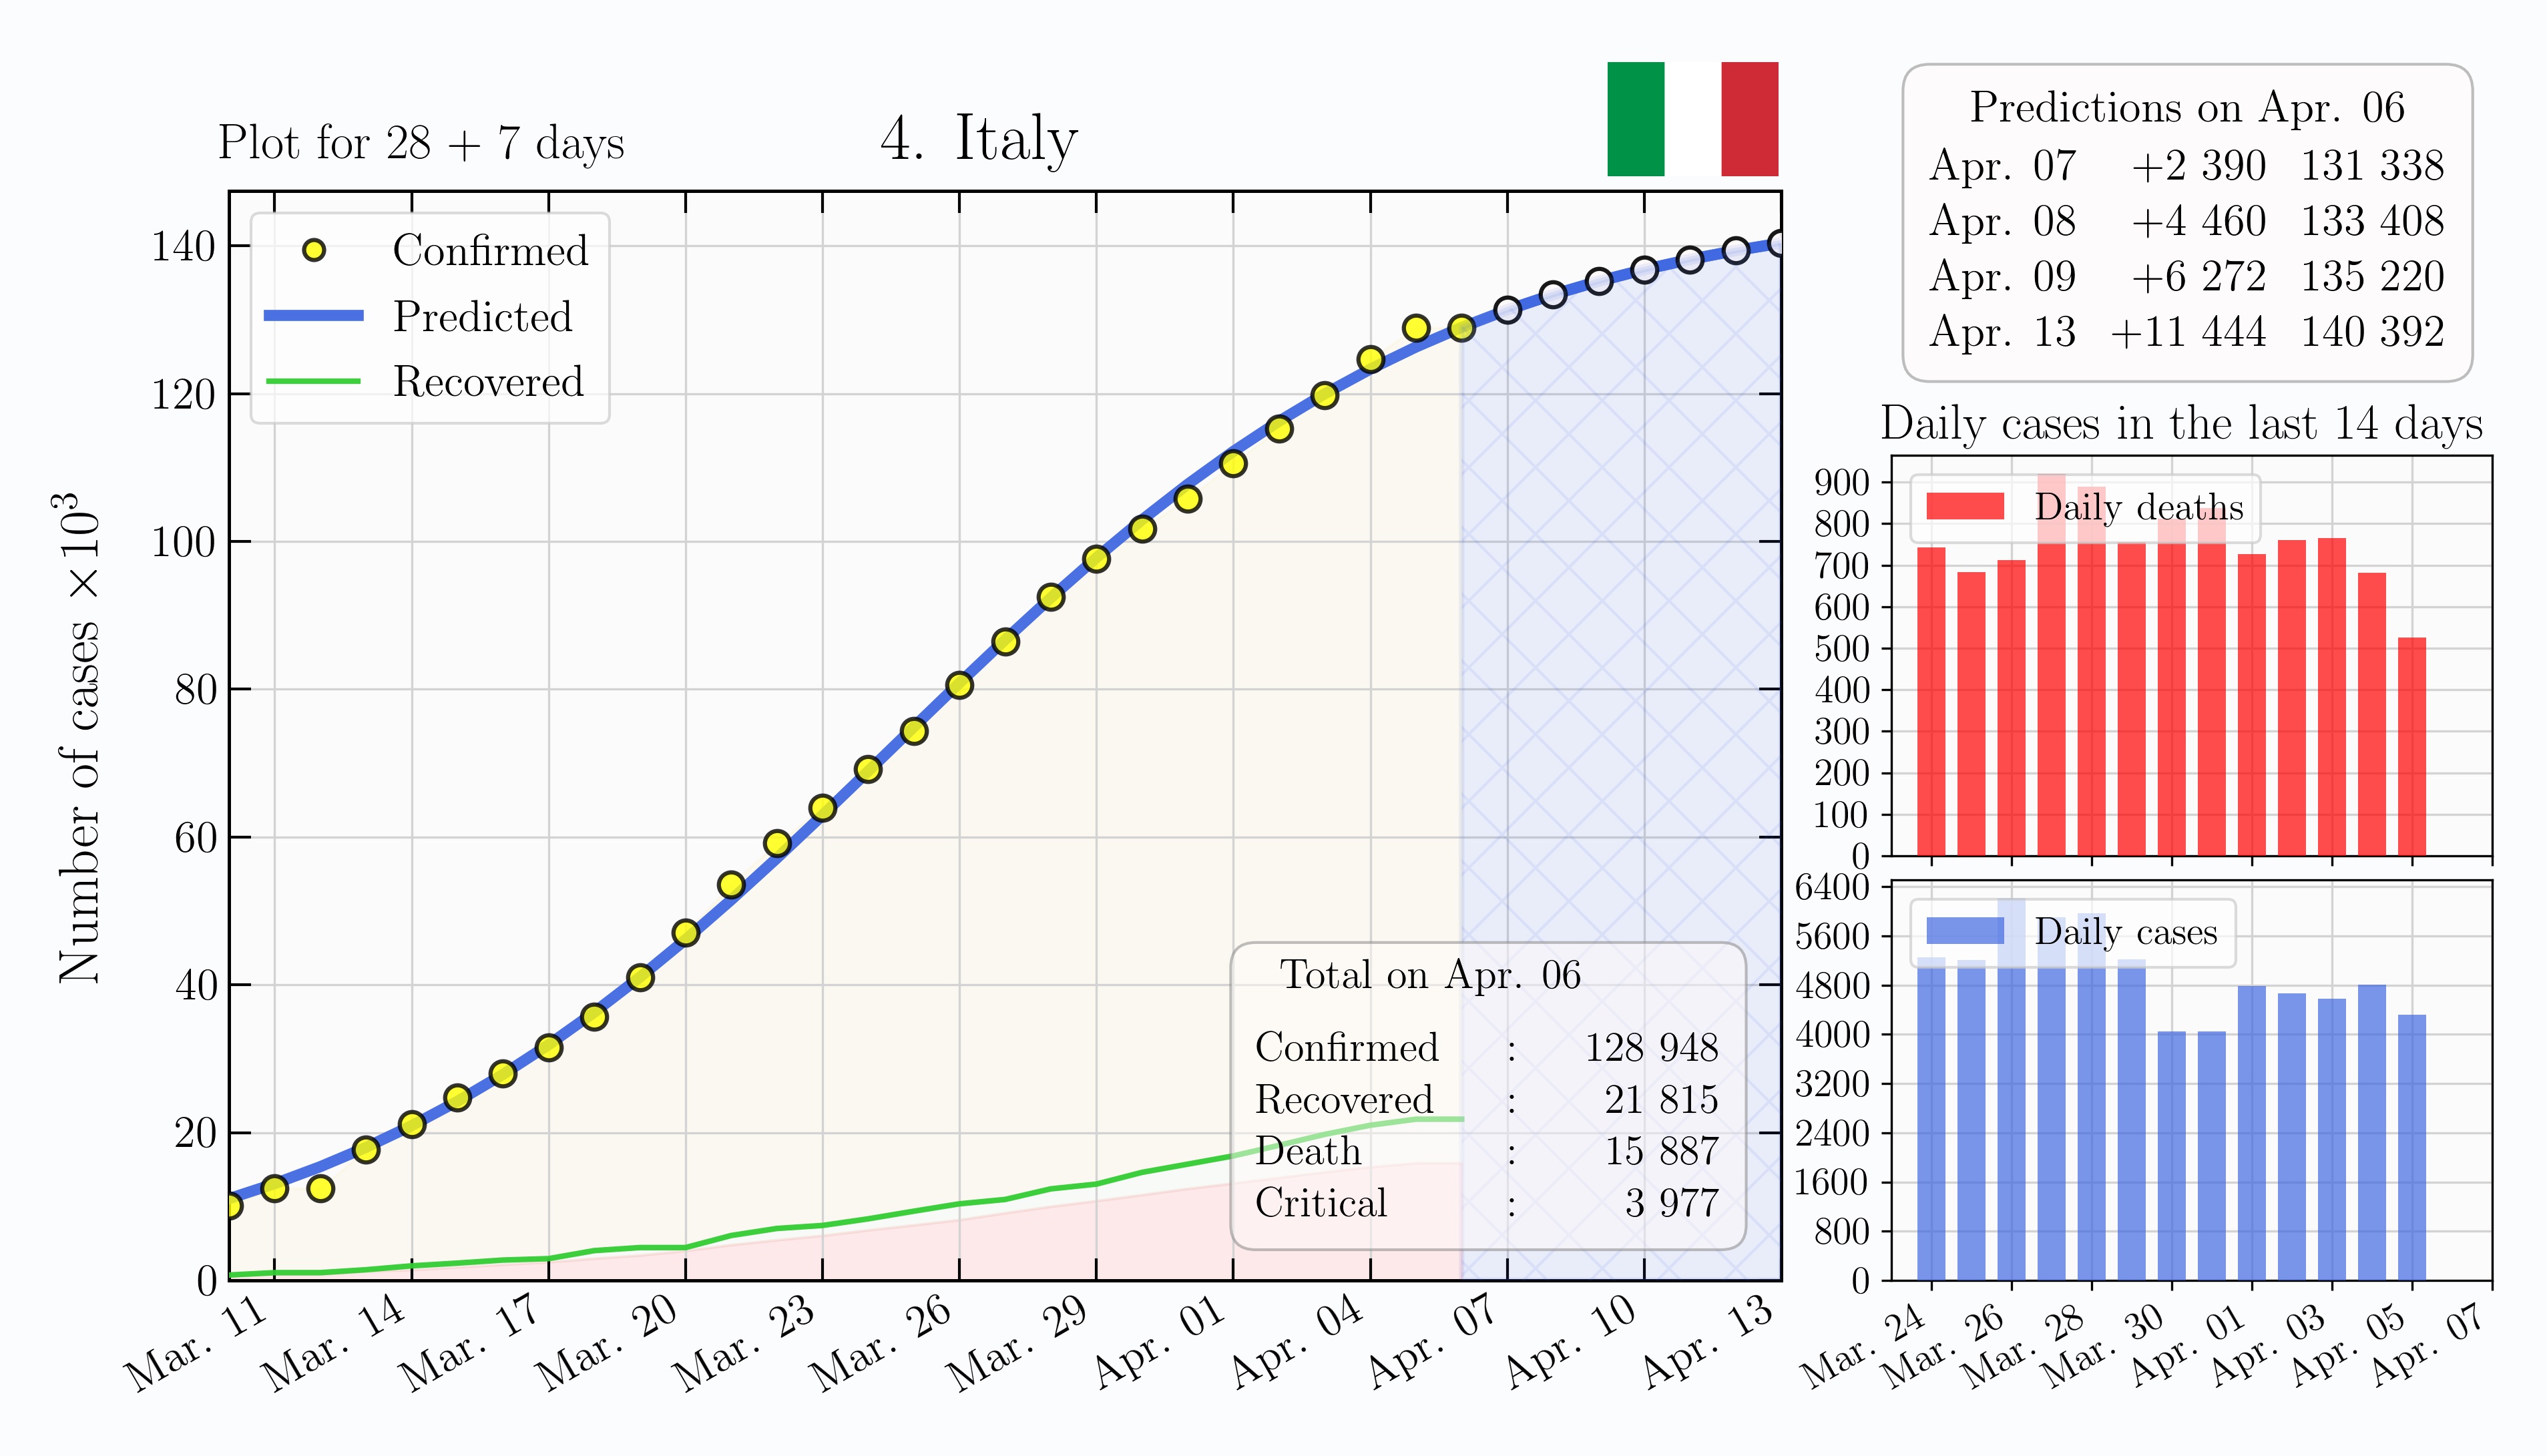 Plot for 28 + 7 days
4. Italy
Number of cases ×10³
140
120
100
80
60
40
20
0
Confirmed
Predicted
Recovered
Mar. 11
Mar. 14
Mar. 17
Mar. 20
Mar. 23
Mar. 26
Mar. 29
Apr. 01
Apr. 04
Apr. 07
Apr. 10
Apr. 13
Total on Apr. 06
Confirmed : 128 948
Recovered : 21 815
Death : 15 887
Critical : 3 977
Predictions on Apr. 06
Apr. 07 +2 390 131 338
Apr. 08 +4 460 133 408
Apr. 09 +6 272 135 220
Apr. 13 +11 444 140 392
Daily cases in the last 14 days
900
800
700
600
500
400
300
200
100
0
Daily deaths
6400
5600
4800
4000
3200
2400
1600
800
0
Daily cases
Mar. 24
Mar. 26
Mar. 28
Mar. 30
Apr. 01
Apr. 03
Apr. 05
Apr. 07